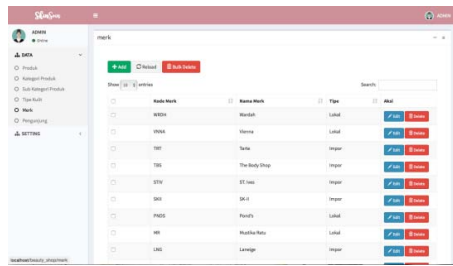 SkinSeen
ADMIN
ADMIN
Online
merk
DATA
Produk
Kategori Produk
Sub Kategori Produk
Tipe Kulit
Merk
Pengunjung
SETTING
+Add Reload Bulk Delete
Show 10 entries Search:
Kode Merk Nama Merk Tipe Aksi
WRDH Wardah Lokal Edit Delete
VNNA Vienna Lokal Edit Delete
TRY Impor Edit Delete
TBS The Body Shop Impor Edit Delete
STIV ST. Ives Impor Edit Delete
SKII SK-II Impor Edit Delete
PNDS Pond's Lokal Edit Delete
MR Mustika Ratu Lokal Edit Delete
LNG Laneige Impor Edit Delete
localhost/beauty_shop/merk